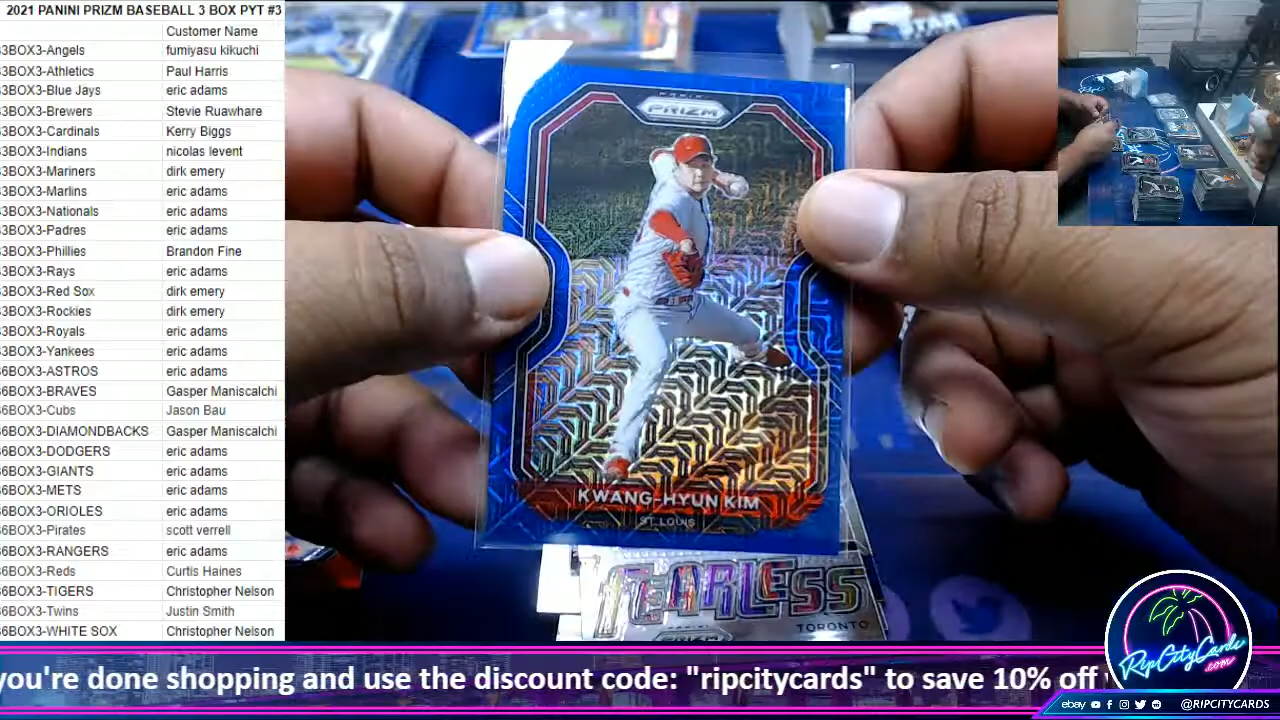 2021 PANINI PRIZM BASEBALL 3 BOX PYT #3
Customer Name
3BOX3-Angels fumiyasu kikuchi
3BOX3-Athletics Paul Harris
3BOX3-Blue Jays eric adams
3BOX3-Brewers Stevie Ruawhare
3BOX3-Cardinals Kerry Biggs
3BOX3-Indians nicolas levent
3BOX3-Mariners dirk emery
3BOX3-Marlins eric adams
3BOX3-Nationals eric adams
3BOX3-Padres eric adams
3BOX3-Phillies Brandon Fine
3BOX3-Rays eric adams
3BOX3-Red Sox dirk emery
3BOX3-Rockies dirk emery
3BOX3-Royals eric adams
3BOX3-Yankees eric adams
6BOX3-ASTROS eric adams
6BOX3-BRAVES Gasper Maniscalchi
6BOX3-Cubs Jason Bau
6BOX3-DIAMONDBACKS Gasper Maniscalchi
6BOX3-DODGERS eric adams
6BOX3-GIANTS eric adams
6BOX3-METS eric adams
6BOX3-ORIOLES eric adams
6BOX3-Pirates scott verrell
6BOX3-RANGERS eric adams
6BOX3-Reds Curtis Haines
6BOX3-TIGERS Christopher Nelson
6BOX3-Twins Justin Smith
6BOX3-WHITE SOX Christopher Nelson
PANINI
PRIZM
KWANG-HYUN KIM
ST. LOUIS
FEARLESS
TORONTO
PRIZM
RipCityCards
.com
you're done shopping and use the discount code: "ripcitycards" to save 10% off
ebay @RIPCITYCARDS